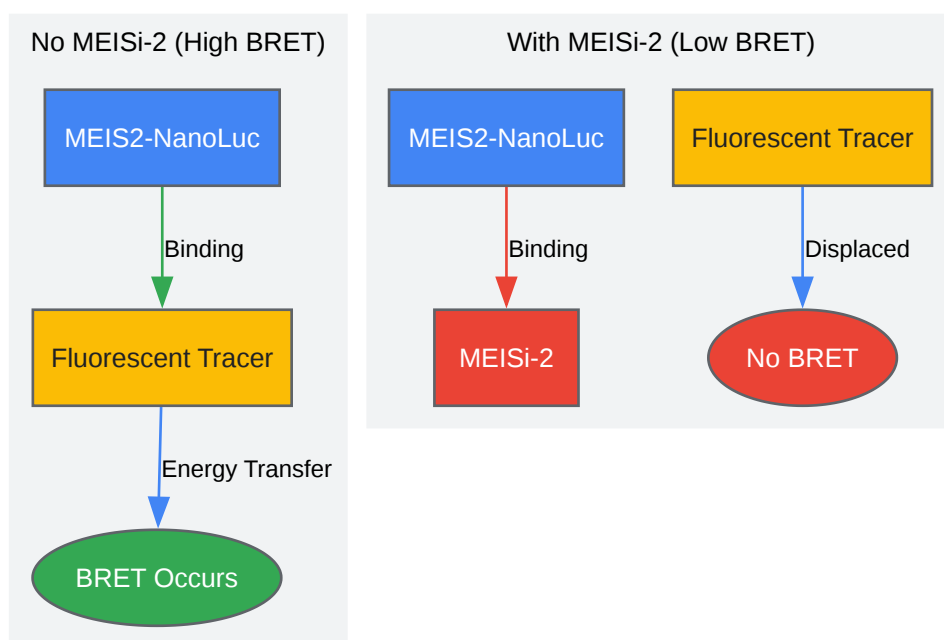 No MEISi-2 (High BRET)
MEIS2-NanoLuc
Binding
Fluorescent Tracer
Energy Transfer
BRET Occurs
With MEISi-2 (Low BRET)
MEIS2-NanoLuc
Binding
MEISi-2
Fluorescent Tracer
Displaced
No BRET